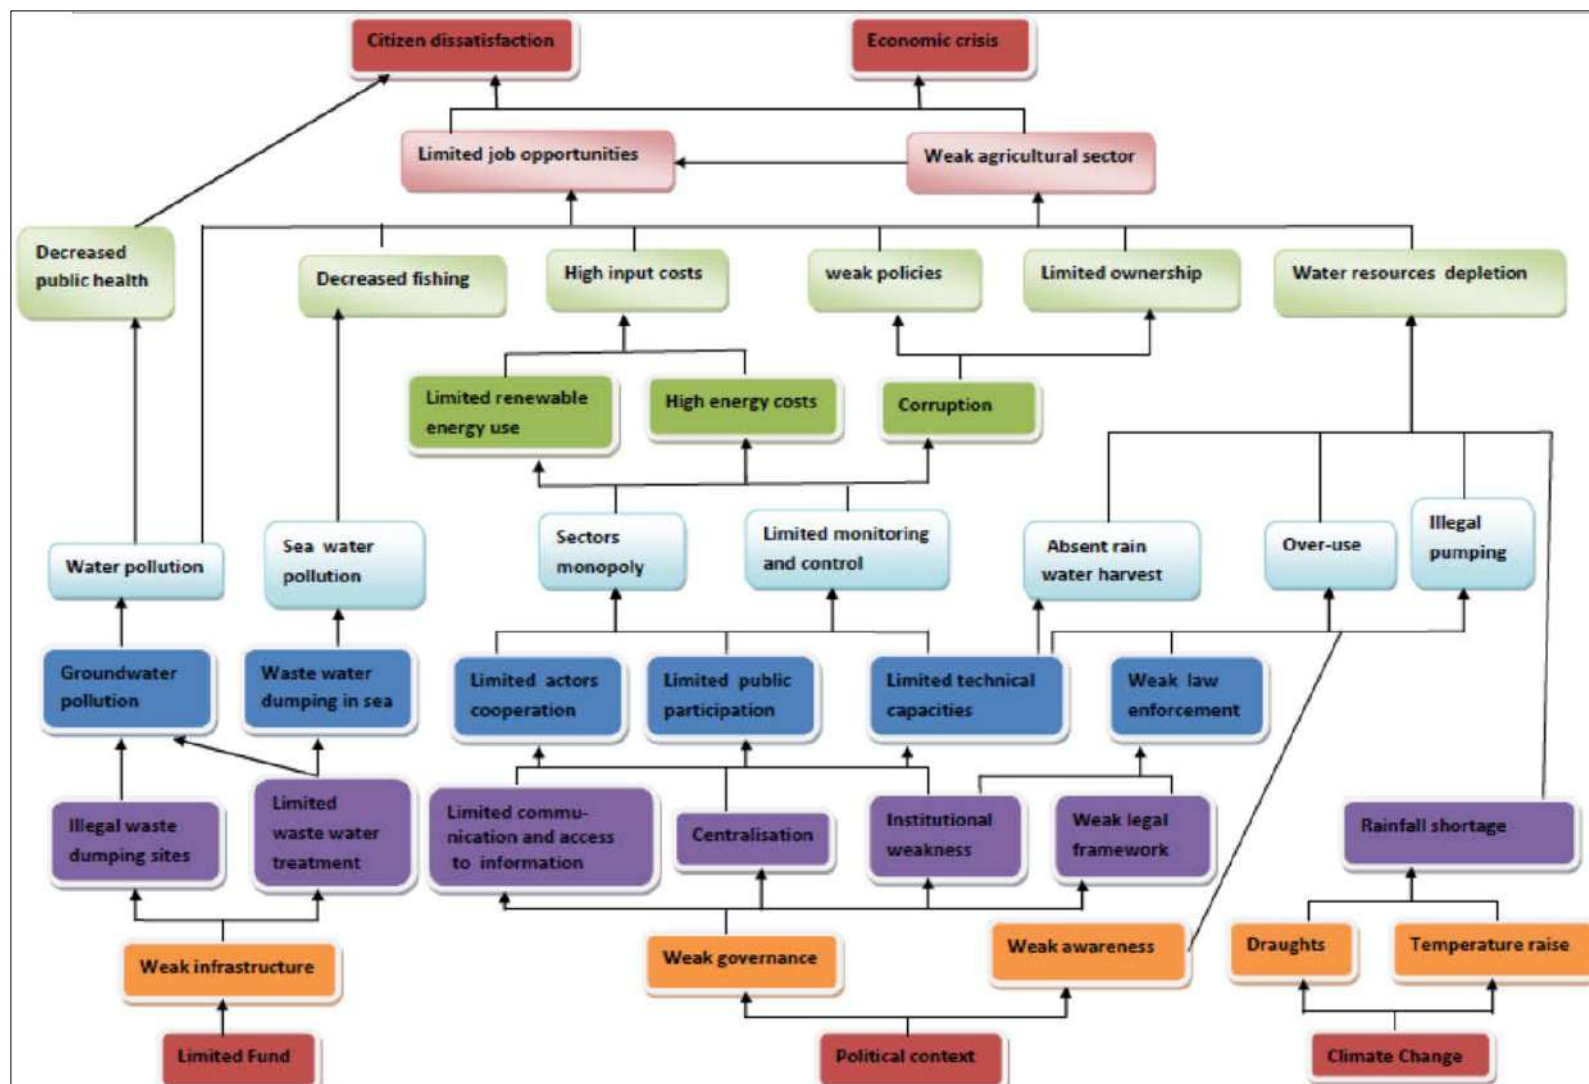 Citizen dissatisfaction
Economic crisis
Limited job opportunities
Weak agricultural sector
Decreased
public health
Decreased fishing
High input costs
weak policies
Limited ownership
Water resources depletion
Limited renewable
energy use
High energy costs
Corruption
Water pollution
Sea water
pollution
Sectors
monopoly
Limited monitoring
and control
Absent rain
water harvest
Over-use
Illegal
pumping
Groundwater
pollution
Waste water
dumping in sea
Limited actors
cooperation
Limited public
participation
Limited technical
capacities
Weak law
enforcement
Illegal waste
dumping sites
Limited
waste water
treatment
Limited commu-
nication and access
to information
Centralisation
Institutional
weakness
Weak legal
framework
Rainfall shortage
Weak infrastructure
Weak governance
Weak awareness
Draughts
Temperature raise
Limited Fund
Political context
Climate Change